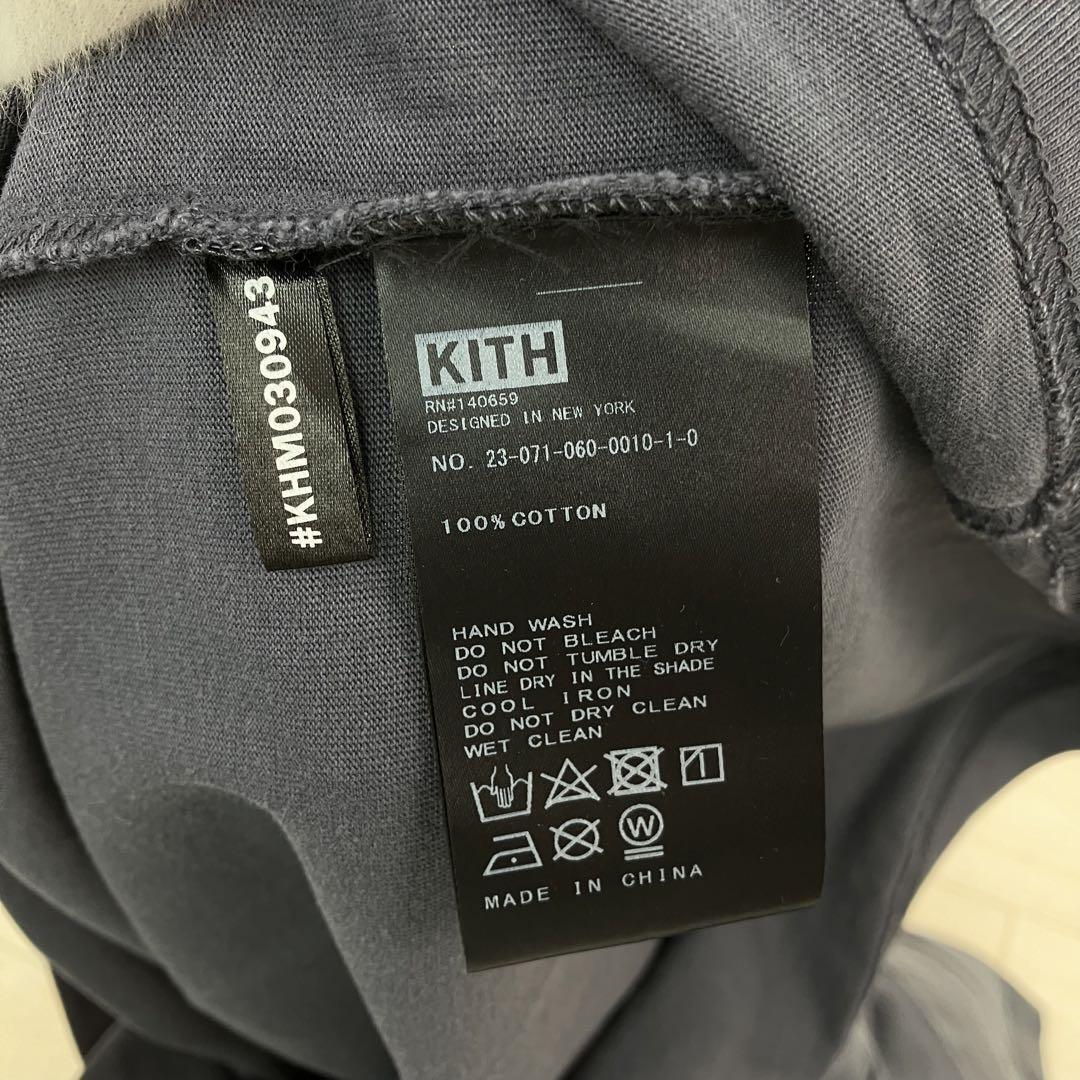 #KHM030943
KITH
RN#140659
DESIGNED IN NEW YORK
NO. 23-071-060-0010-1-0
100% COTTON
HAND WASH
DO NOT BLEACH
DO NOT TUMBLE DRY
LINE DRY IN THE SHADE
COOL IRON
DO NOT DRY CLEAN
WET CLEAN
W
MADE IN CHINA